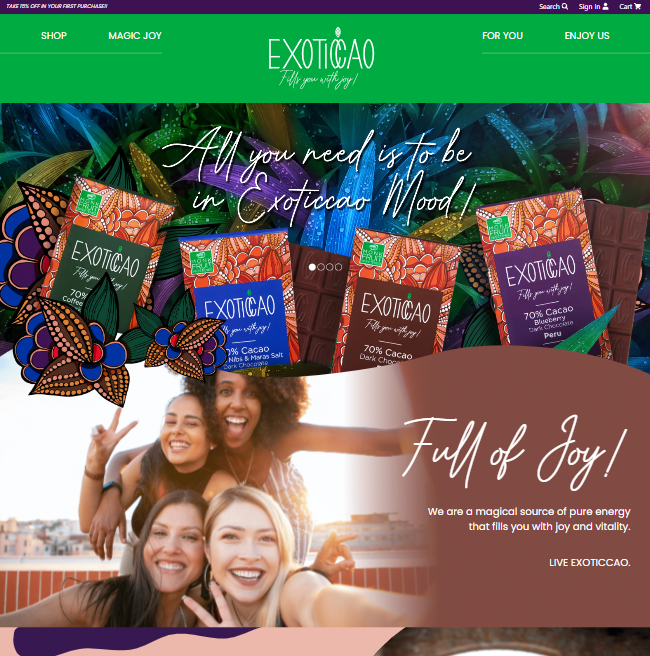 TAKE 15% OFF IN YOUR FIRST PURCHASE!!
Search
Sign In
Cart
SHOP
MAGIC JOY
EXOTICCAO
Fills you with joy!
FOR YOU
ENJOY US
All you need is to be
in Exoticcao Mood!
EXOTICCAO
Fills you with joy!
70%
Coffee
EXOTICCAO
Fills you with joy!
70% Cacao
Nibs & Maras Salt
Dark Chocolate
EXOTICCAO
Fills you with joy!
70% Cacao
Dark Chocolate
EXOTICCAO
Fills you with joy!
70% Cacao
Blueberry
Dark Chocolate
Peru
Full of Joy!
We are a magical source of pure energy
that fills you with joy and vitality.
LIVE EXOTICCAO.